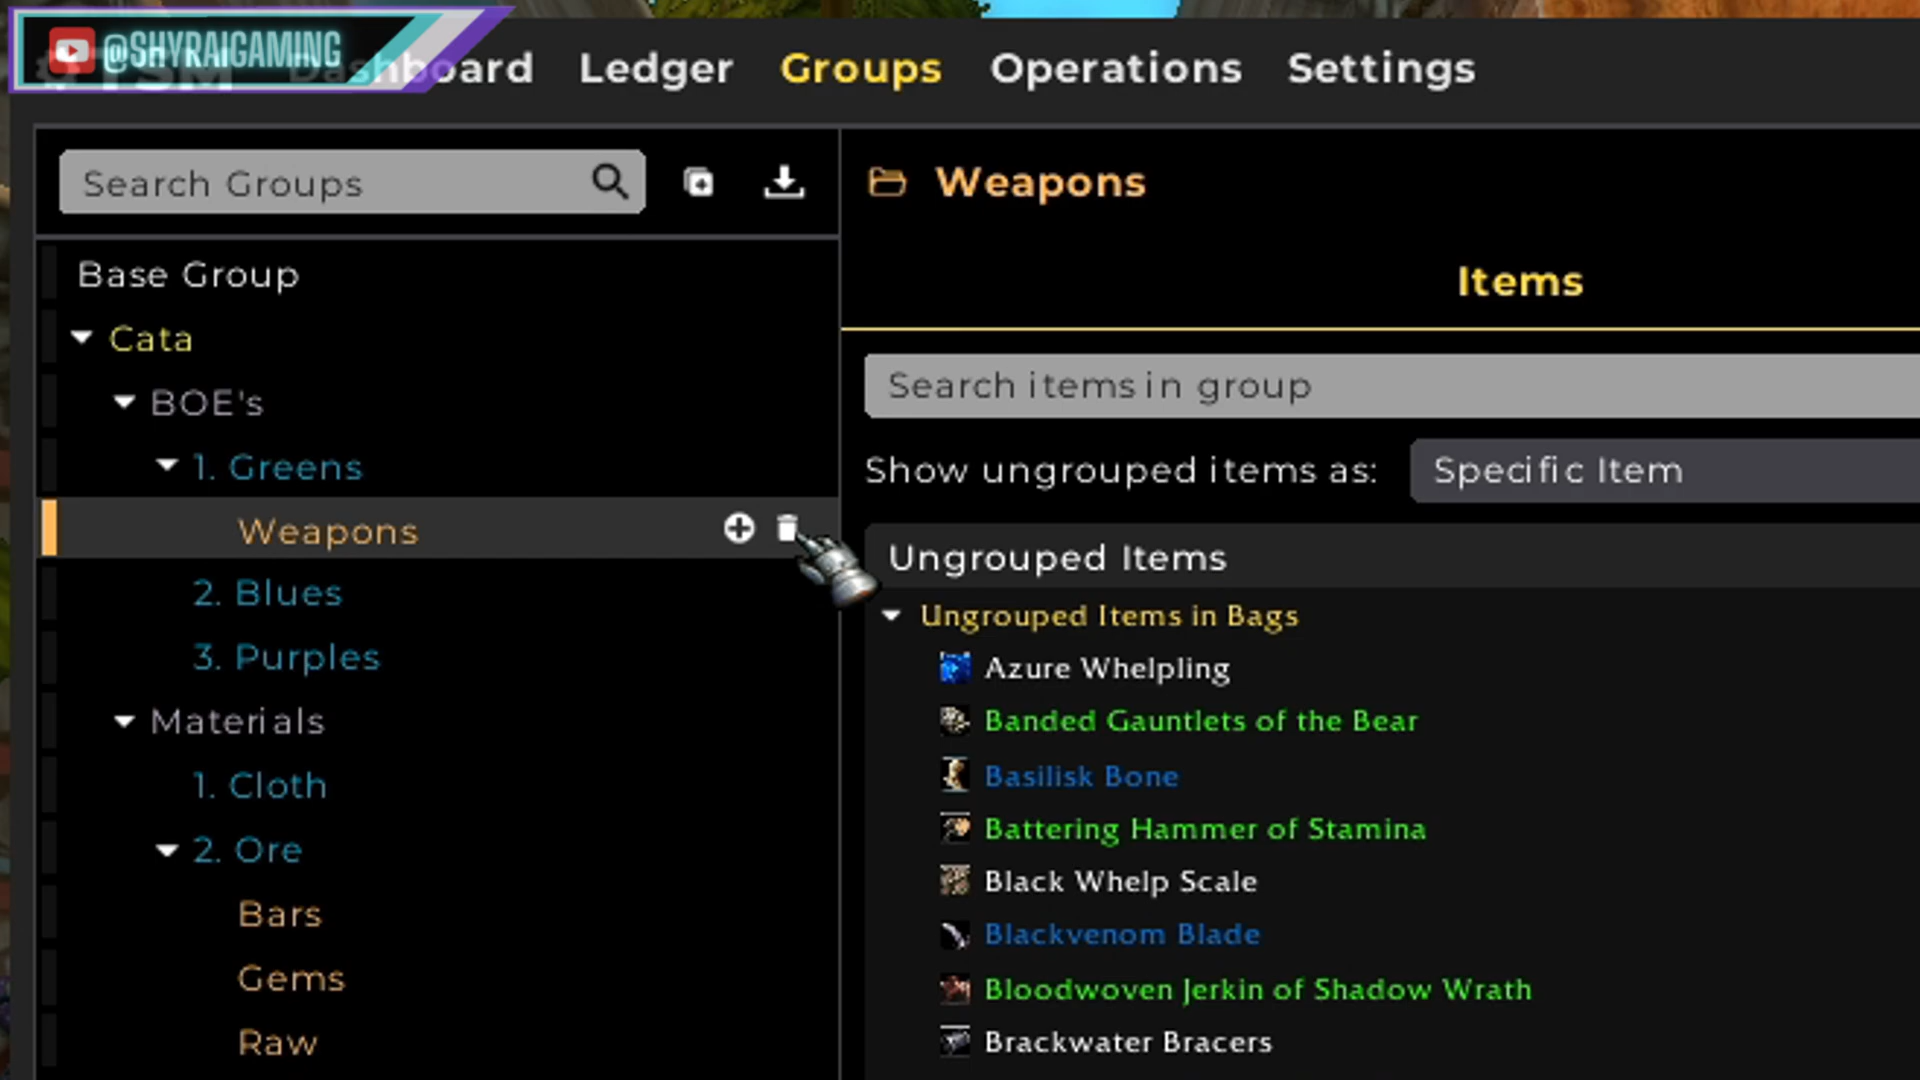 @SHYRAIGAMING
TSM Dashboard Ledger Groups Operations Settings
Search Groups
Weapons
Base Group
Items
Cata
Search items in group
BOE's
1. Greens
Show ungrouped items as: Specific Item
Weapons
Ungrouped Items
2. Blues
Ungrouped Items in Bags
3. Purples
Azure Whelpling
Materials
Banded Gauntlets of the Bear
1. Cloth
Basilisk Bone
2. Ore
Battering Hammer of Stamina
Bars
Black Whelp Scale
Gems
Blackvenom Blade
Raw
Bloodwoven Jerkin of Shadow Wrath
Brackwater Bracers